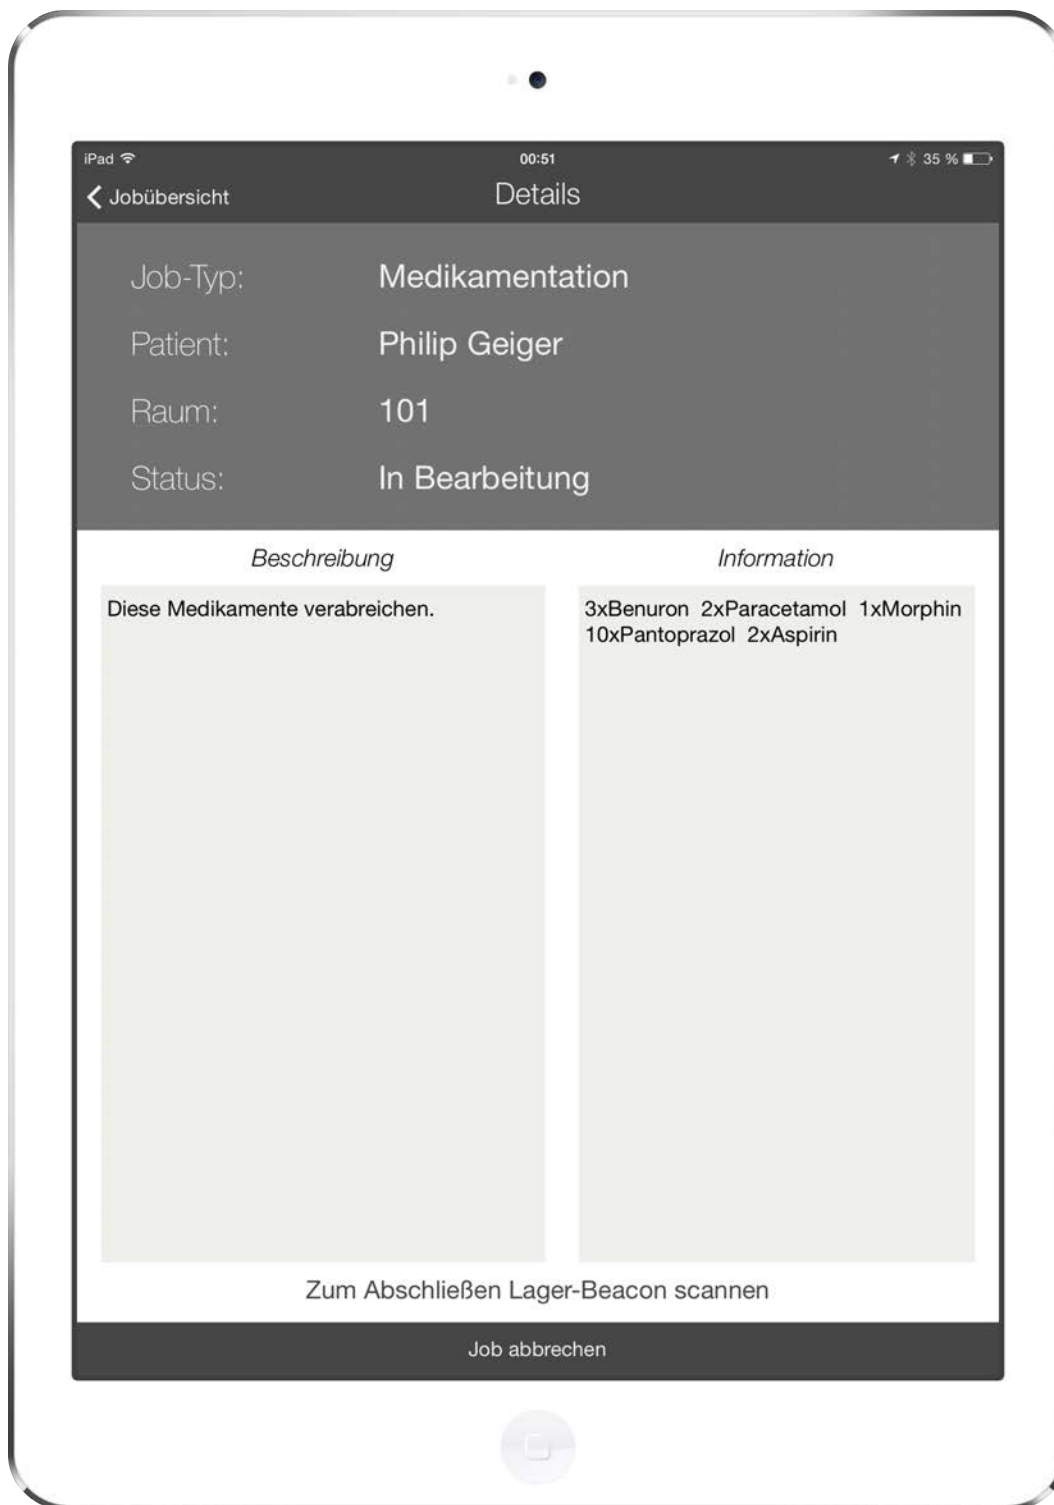 iPad 00:51 35 %
Jobübersicht Details
Job-Typ: Medikamentation
Patient: Philip Geiger
Raum: 101
Status: In Bearbeitung
Beschreibung
Diese Medikamente verabreichen.
Information
3xBenuron 2xParacetamol 1xMorphin
10xPantoprazol 2xAspirin
Zum Abschließen Lager-Beacon scannen
Job abbrechen